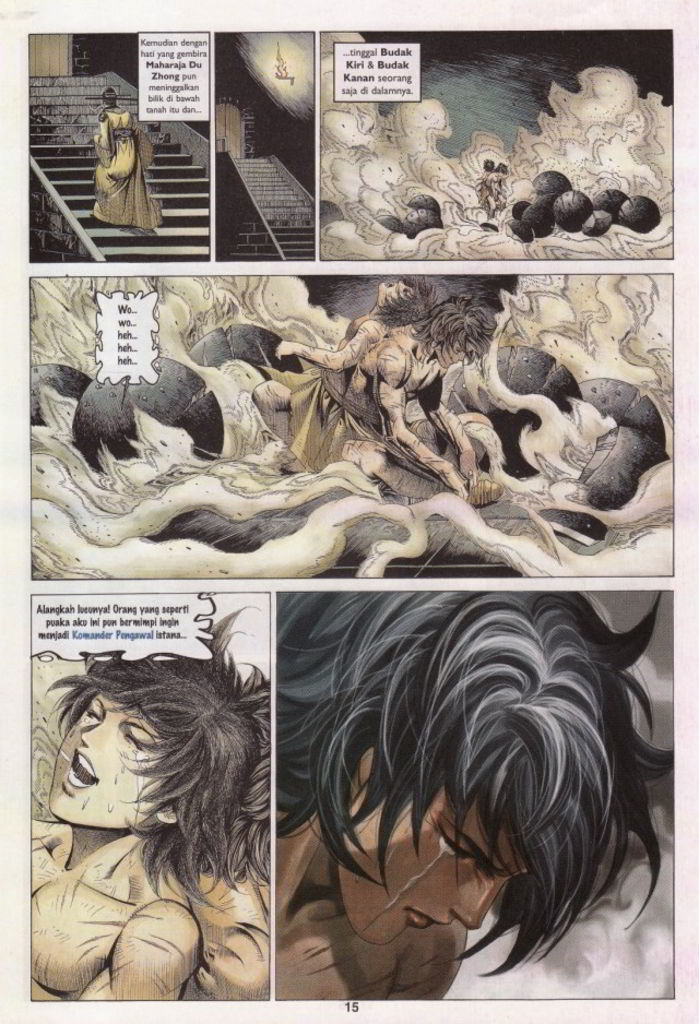 Kemudian dengan
hati yang gembira
Maharaja Du
Zhong pun
meninggalkan
bilik di bawah
tanah itu dan...
...tinggal Budak
Kiri & Budak
Kanan seorang
saja di dalamnya.
Wo...
wo...
heh...
heh...
heh...
Alangkah lucunya! Orang yang seperti
puaka aku ini pun bermimpi ingin
menjadi Komander Pengawal istana...
15